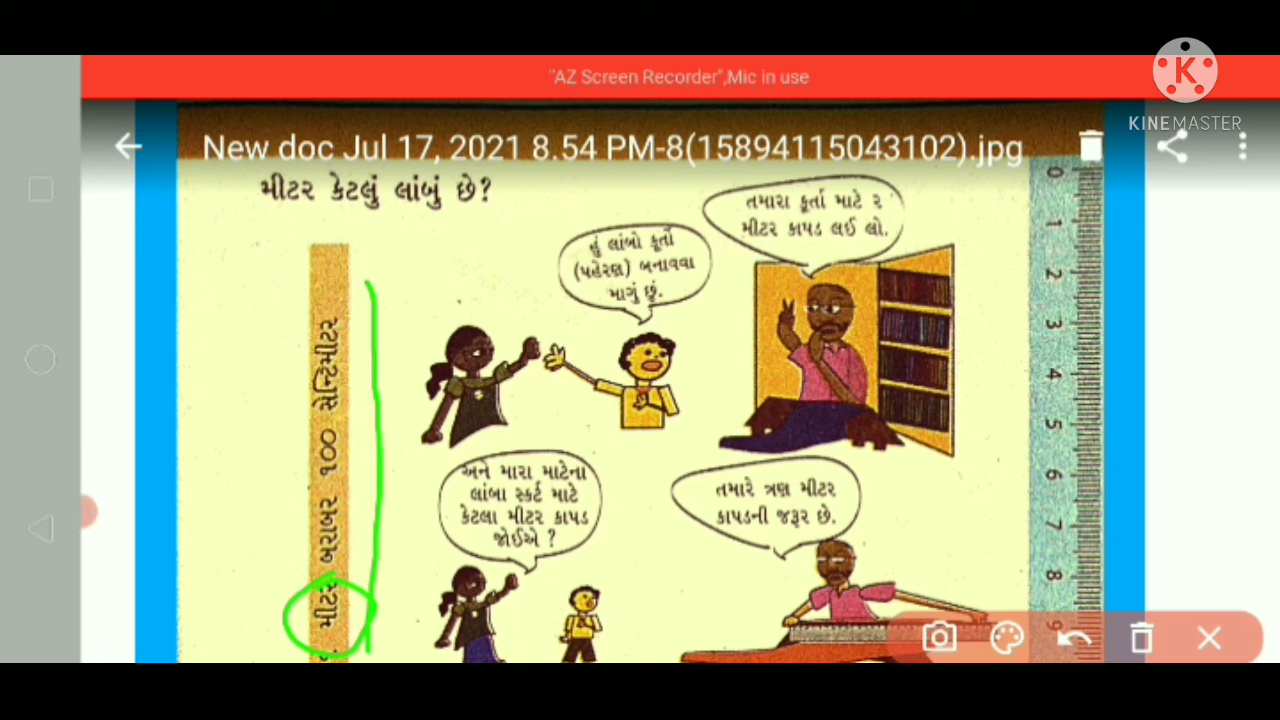 "AZ Screen Recorder",Mic in use
KINEMASTER
New doc Jul 17, 2021 8.54 PM-8(15894115043102).jpg
મીટર કેટલું લાંબું છે?
તમારા કૂર્તા માટે ૨
મીટર કાપડ લઈ લો.
હું લાંબો કૂર્તો
(પહેરણ) બનાવવા
માગું છું.
મીટર બરાબર ૧૦૦ સેન્ટિમીટર
અને મારા માટેના
લાંબા સ્કર્ટ માટે
કેટલા મીટર કાપડ
જોઈએ ?
તમારે ત્રણ મીટર
કાપડની જરૂર છે.
0
1
2
3
4
5
6
7
8
9